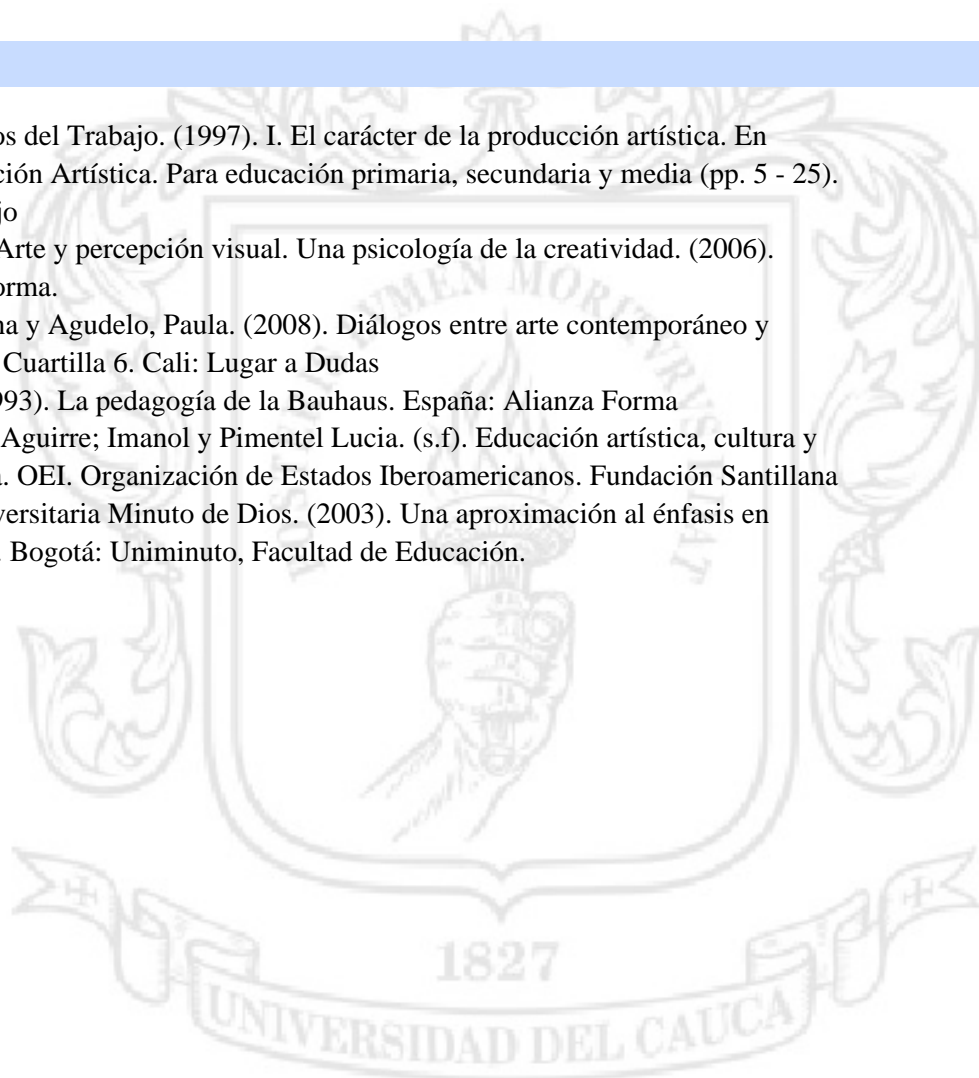 os del Trabajo. (1997). I. El carácter de la producción artística. En
ción Artística. Para educación primaria, secundaria y media (pp. 5 - 25).
jo
Arte y percepción visual. Una psicología de la creatividad. (2006).
orma.
na y Agudelo, Paula. (2008). Diálogos entre arte contemporáneo y
Cuartilla 6. Cali: Lugar a Dudas
993). La pedagogía de la Bauhaus. España: Alianza Forma
Aguirre; Imanol y Pimentel Lucia. (s.f). Educación artística, cultura y
a. OEI. Organización de Estados Iberoamericanos. Fundación Santillana
versitaria Minuto de Dios. (2003). Una aproximación al énfasis en
. Bogotá: Uniminuto, Facultad de Educación.
1827
UNIVERSIDAD DEL CAUCA